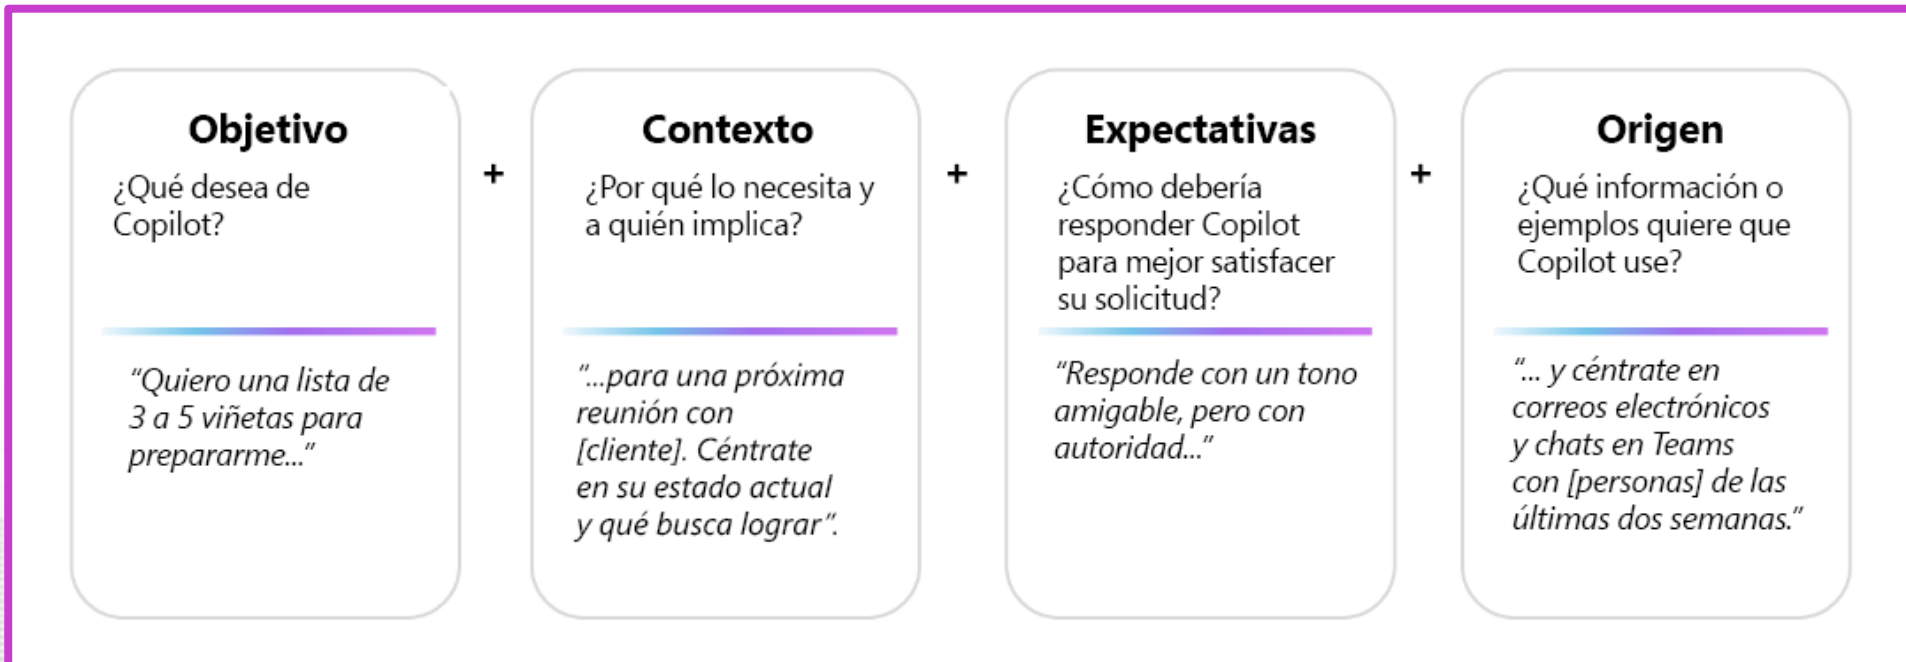 Objetivo
¿Qué desea de
Copilot?
"Quiero una lista de
3 a 5 viñetas para
prepararme..."
+
Contexto
¿Por qué lo necesita y
a quién implica?
"...para una próxima
reunión con
[cliente]. Céntrate
en su estado actual
y qué busca lograr".
+
Expectativas
¿Cómo debería
responder Copilot
para mejor satisfacer
su solicitud?
"Responde con un tono
amigable, pero con
autoridad..."
+
Origen
¿Qué información o
ejemplos quiere que
Copilot use?
"... y céntrate en
correos electrónicos
y chats en Teams
con [personas] de las
últimas dos semanas."